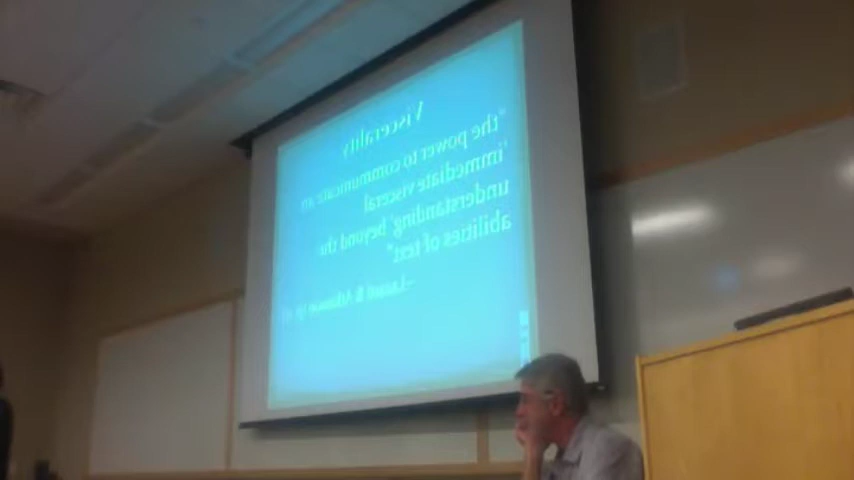 Viscerality
"the power to communicate an
'immediate visceral
understanding' beyond the
abilities of text"